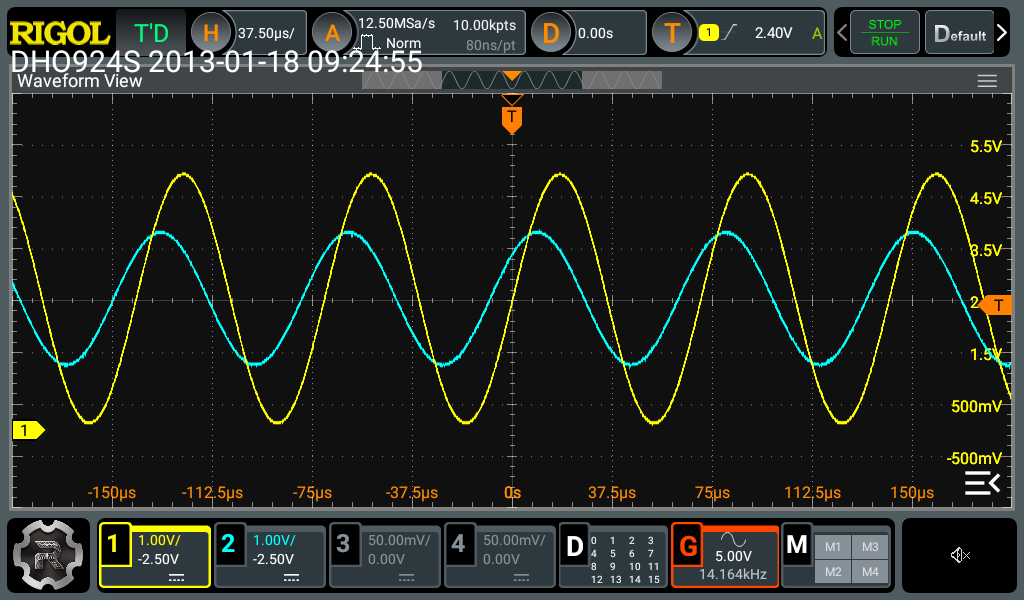 RIGOL T'D H 37.50µs/ A 12.50MSa/s 10.00kpts D 0.00s T 1 2.40V A STOP Default
Norm 80ns/pt RUN
DHO924S 2013-01-18 09:24:55
Waveform View
T
5.5V
4.5V
3.5V
T
1.5V
500mV
1
-500mV
-150µs -112.5µs -75µs -37.5µs 0s 37.5µs 75µs 112.5µs 150µs
1 1.00V/ 2 1.00V/ 3 50.00mV/ 4 50.00mV/ D 0 1 2 3 G 5.00V M M1 M3
-2.50V -2.50V 0.00V 0.00V 4 5 6 7 14.164kHz M2 M4
8 9 10 11
12 13 14 15
R